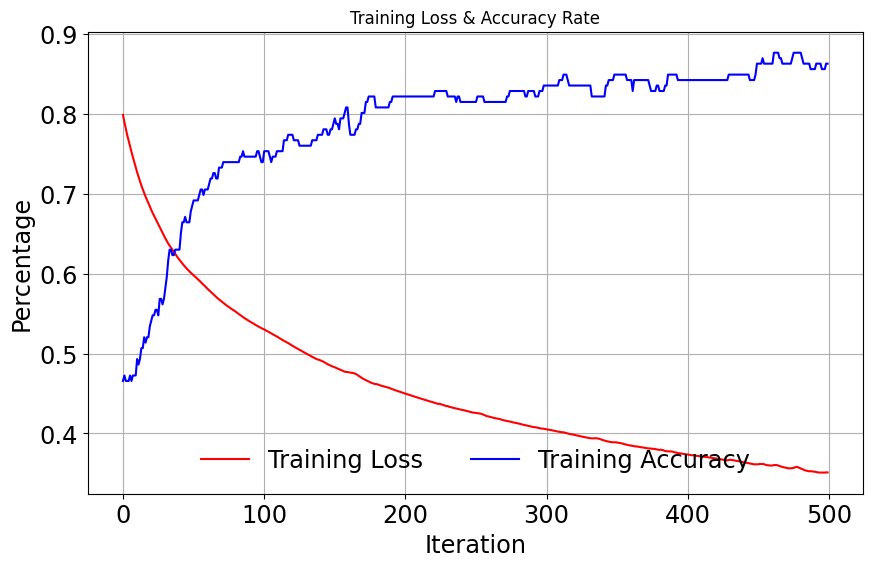 Training Loss & Accuracy Rate
Percentage
0.9
0.8
0.7
0.6
0.5
0.4
Training Loss
Training Accuracy
0 100 200 300 400 500
Iteration